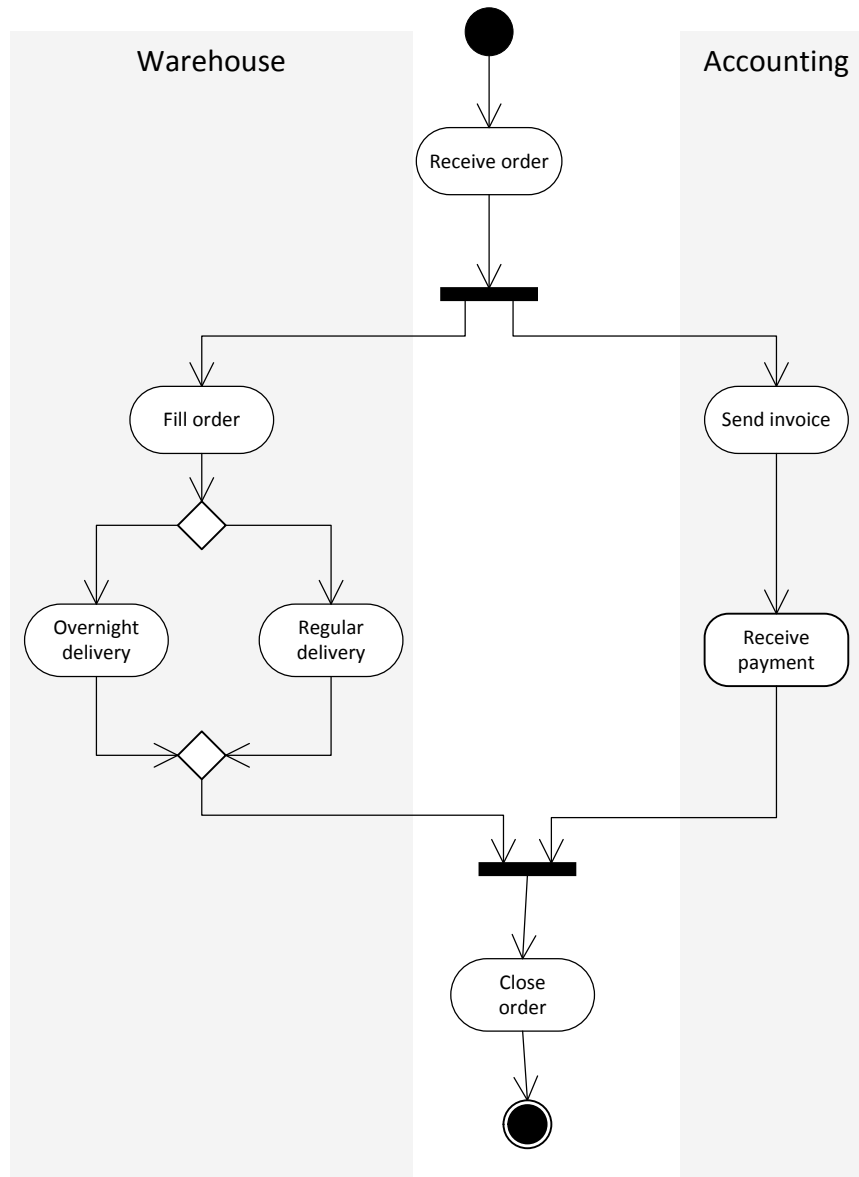 Warehouse
Accounting
Receive order
Fill order
Send invoice
Overnight
delivery
Regular
delivery
Receive
payment
Close
order